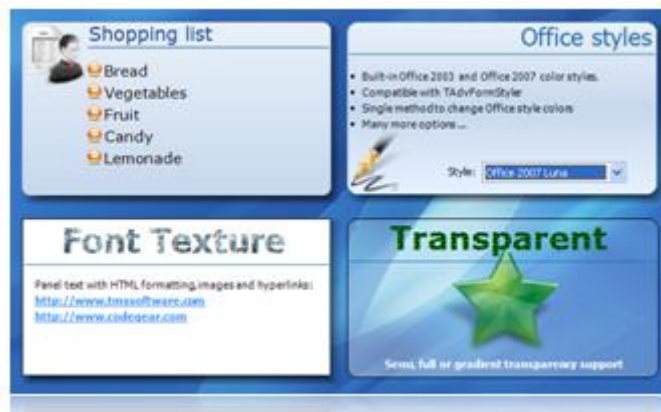 Shopping list
Bread
Vegetables
Fruit
Candy
Lemonade
Office styles
• Built-in Office 2003 and Office 2007 color styles.
• Compatible with TAdvFormStyler
• Single method to change Office style colors
• Many more options...
Style: Office 2007 Luna
Font Texture
Panel text with HTML formatting, images and hyperlinks:
http://www.tmssoftware.com
http://www.codegear.com
Transparent
Semi, full or gradient transparency support